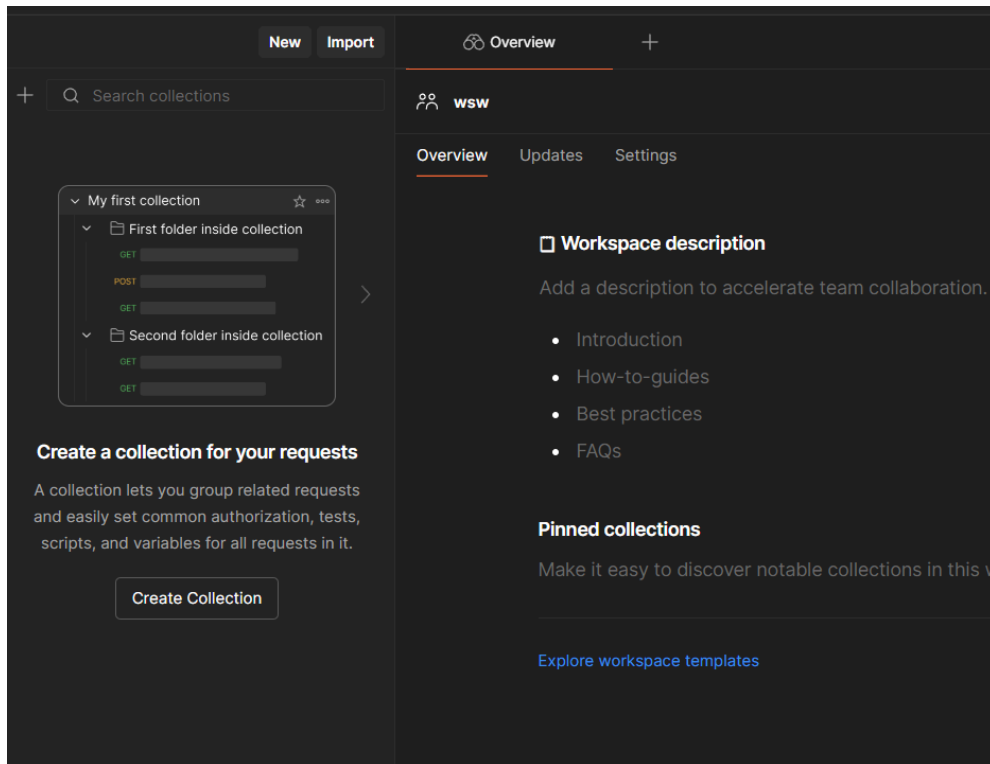 New Import
Search collections
My first collection
First folder inside collection
GET
POST
GET
Second folder inside collection
GET
GET
Create a collection for your requests
A collection lets you group related requests
and easily set common authorization, tests,
scripts, and variables for all requests in it.
Create Collection
Overview
wsw
Overview Updates Settings
Workspace description
Add a description to accelerate team collaboration.
Introduction
How-to-guides
Best practices
FAQs
Pinned collections
Make it easy to discover notable collections in this
Explore workspace templates